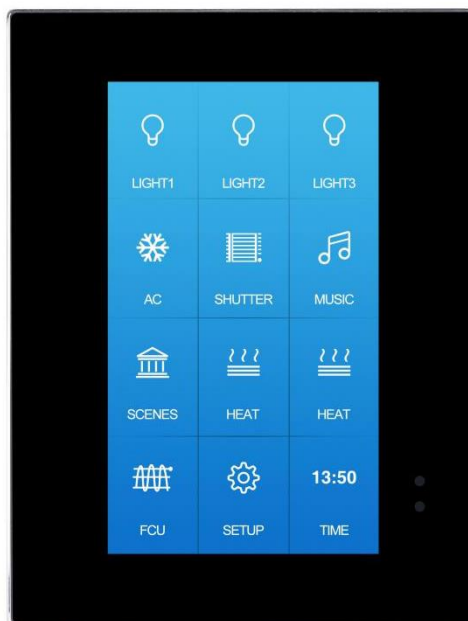 LIGHT1 LIGHT2 LIGHT3
AC SHUTTER MUSIC
SCENES HEAT HEAT
13:50
FCU SETUP TIME